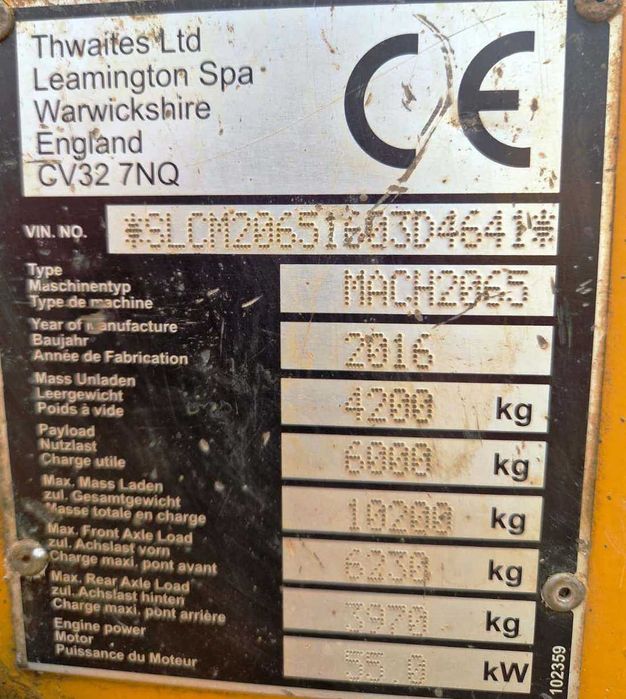 Thwaites Ltd
Leamington Spa
Warwickshire
England
CV32 7NQ
CE
VIN. NO. *SLCM20651603D4641*
Type
Maschinentyp
Type de machine
MACH2065
Year of manufacture
Baujahr
Année de Fabrication
2016
Mass Unladen
Leergewicht
Poids à vide
4200 kg
Payload
Nutzlast
Charge utile
6000 kg
Max. Mass Laden
zul. Gesamtgewicht
Masse totale en charge
10200 kg
Max. Front Axle Load
zul. Achslast vorn
Charge maxi. pont avant
6230 kg
Max. Rear Axle Load
zul. Achslast hinten
Charge maxi. pont arrière
3970 kg
Engine power
Motor
Puissance du Moteur
55.0 kW
102359